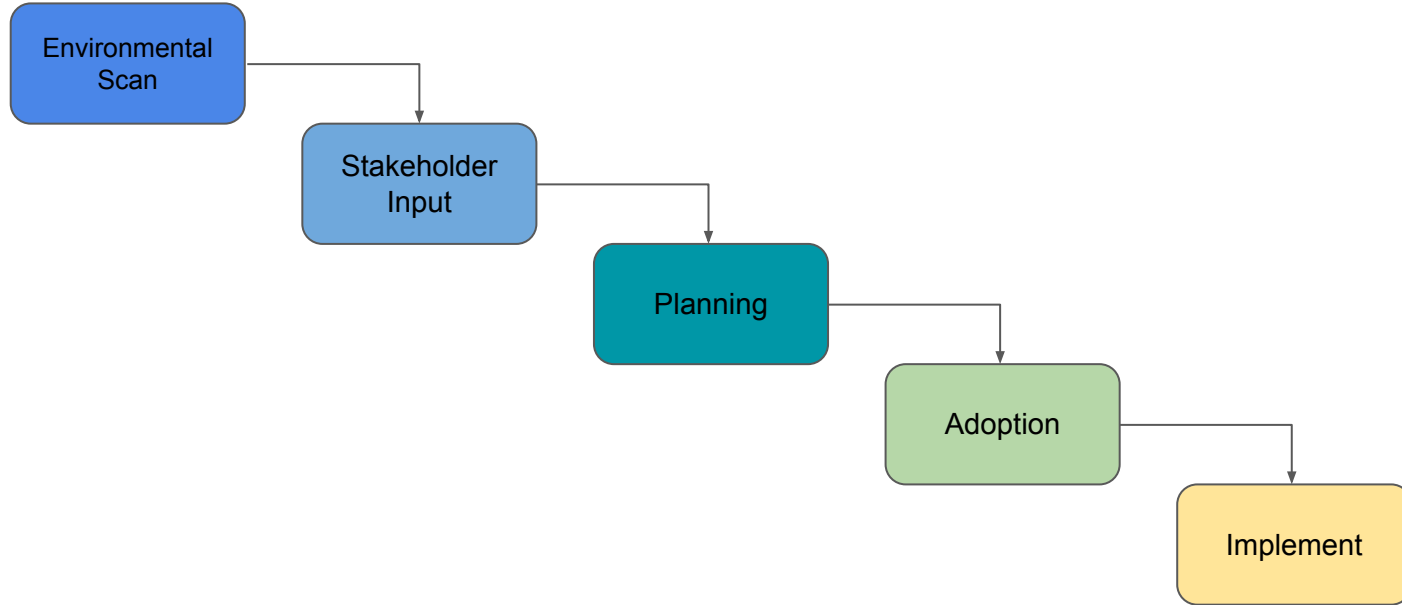 Environmental
Scan
Stakeholder
Input
Planning
Adoption
Implement